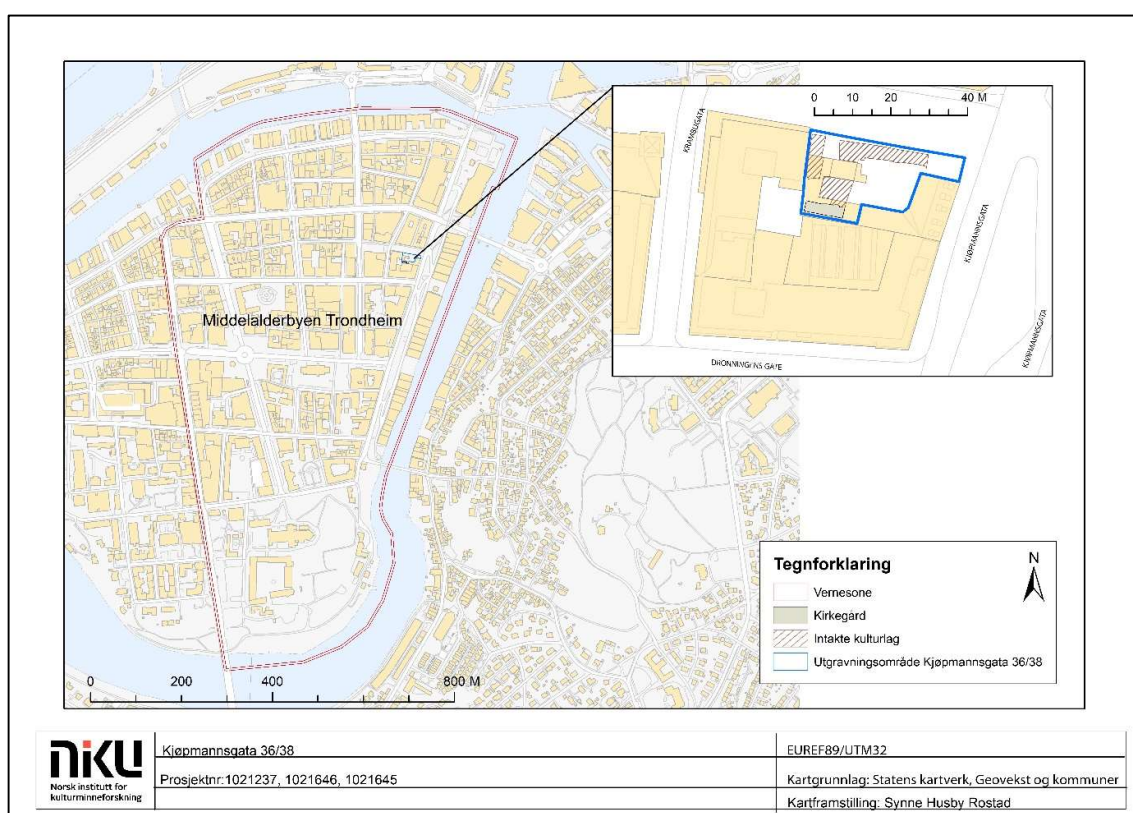 0 10 20 40 M
KRAMBUGATA
KJØPMANNSGATA
KJØPMANNSGATA
DRONNINGENS GATE
Middelalderbyen Trondheim
Tegnforklaring
N
Vernesone
Kirkegård
Intakte kulturlag
Utgravningsområde Kjøpmannsgata 36/38
0 200 400 800 M
niku
Norsk institutt for
kulturminneforskning
Kjøpmannsgata 36/38
EUREF89/UTM32
Prosjektnr:1021237, 1021646, 1021645
Kartgrunnlag: Statens kartverk, Geovekst og kommuner
Kartframstilling: Synne Husby Rostad